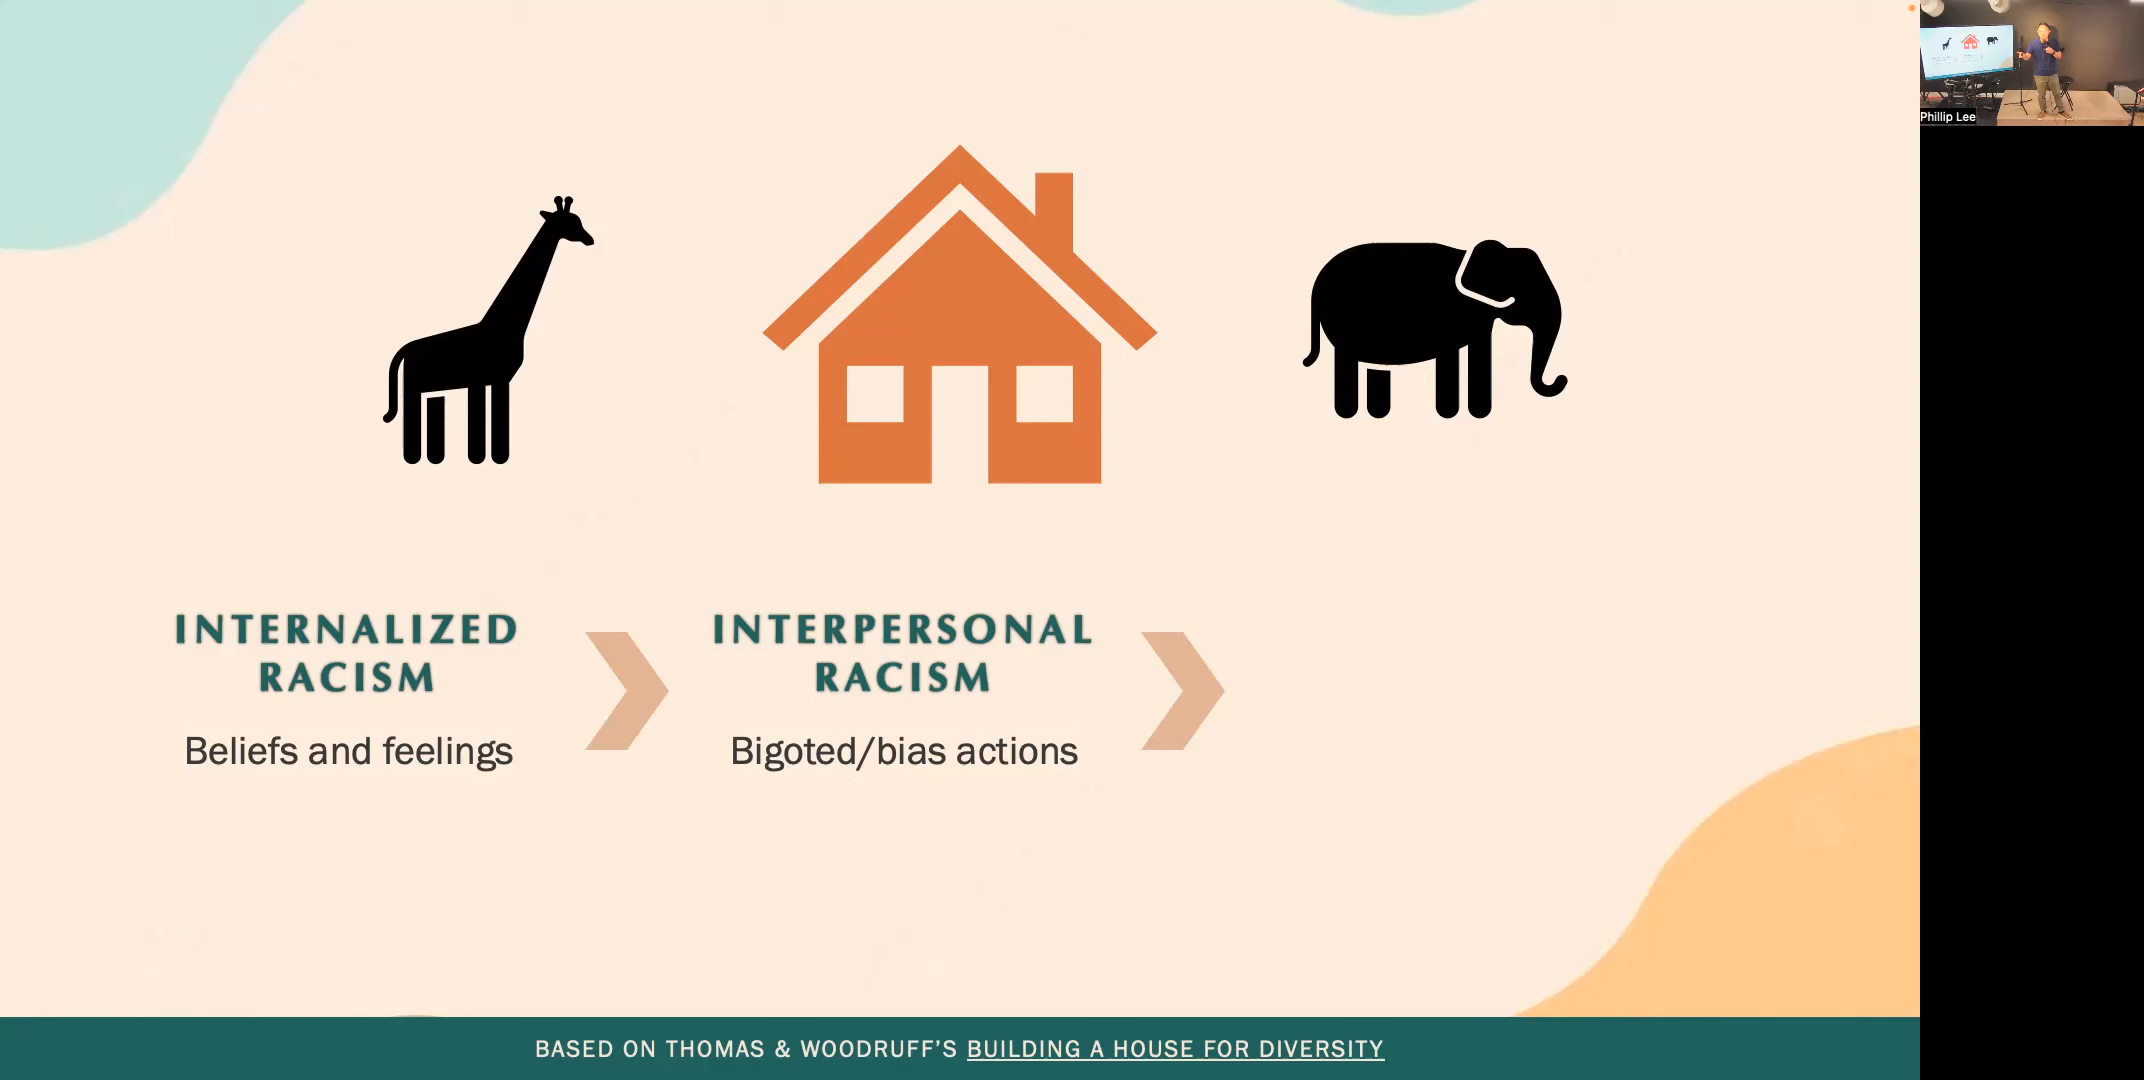 INTERNALIZED
RACISM
Beliefs and feelings
INTERPERSONAL
RACISM
Bigoted/bias actions
BASED ON THOMAS & WOODRUFF’S BUILDING A HOUSE FOR DIVERSITY
Phillip Lee